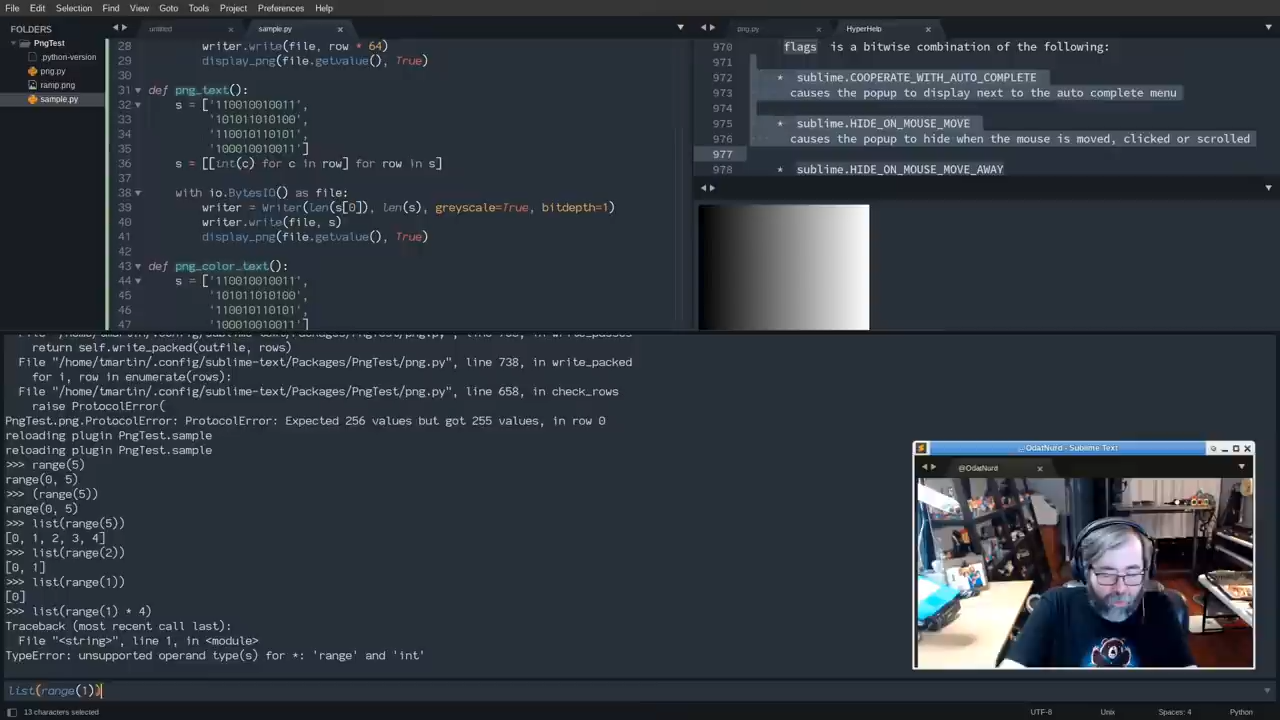 File Edit Selection Find View Goto Tools Project Preferences Help
FOLDERS
PngTest
.python-version
png.py
ramp.png
sample.py
untitled
sample.py
28 writer.write(file, row * 64)
29 display_png(file.getvalue(), True)
30
31 def png_text():
32 s = ['110010010011',
33 '101011010100',
34 '110010110101',
35 '100010010011']
36 s = [[int(c) for c in row] for row in s]
37
38 with io.BytesIO() as file:
39 writer = Writer(len(s[0]), len(s), greyscale=True, bitdepth=1)
40 writer.write(file, s)
41 display_png(file.getvalue(), True)
42
43 def png_color_text():
44 s = ['110010010011',
45 '101011010100',
46 '110010110101',
47 '100010010011']
png.py
HyperHelp
970 flags is a bitwise combination of the following:
971
972 * sublime.COOPERATE_WITH_AUTO_COMPLETE
973 causes the popup to display next to the auto complete menu
974
975 * sublime.HIDE_ON_MOUSE_MOVE
976 causes the popup to hide when the mouse is moved, clicked or scrolled
977
978 * sublime.HIDE_ON_MOUSE_MOVE_AWAY
return self.write_packed(outfile, rows)
File "/home/tmartin/.config/sublime-text/Packages/PngTest/png.py", line 738, in write_packed
for i, row in enumerate(rows):
File "/home/tmartin/.config/sublime-text/Packages/PngTest/png.py", line 658, in check_rows
raise ProtocolError(
PngTest.png.ProtocolError: ProtocolError: Expected 256 values but got 255 values, in row 0
reloading plugin PngTest.sample
reloading plugin PngTest.sample
>>> range(5)
range(0, 5)
>>> (range(5))
range(0, 5)
>>> list(range(5))
[0, 1, 2, 3, 4]
>>> list(range(2))
[0, 1]
>>> list(range(1))
[0]
>>> list(range(1) * 4)
Traceback (most recent call last):
File "<string>", line 1, in <module>
TypeError: unsupported operand type(s) for *: 'range' and 'int'
@OdatNurd - Sublime Text
@OdatNurd
list(range(1))
13 characters selected
UTF-8
Unix
Spaces: 4
Python